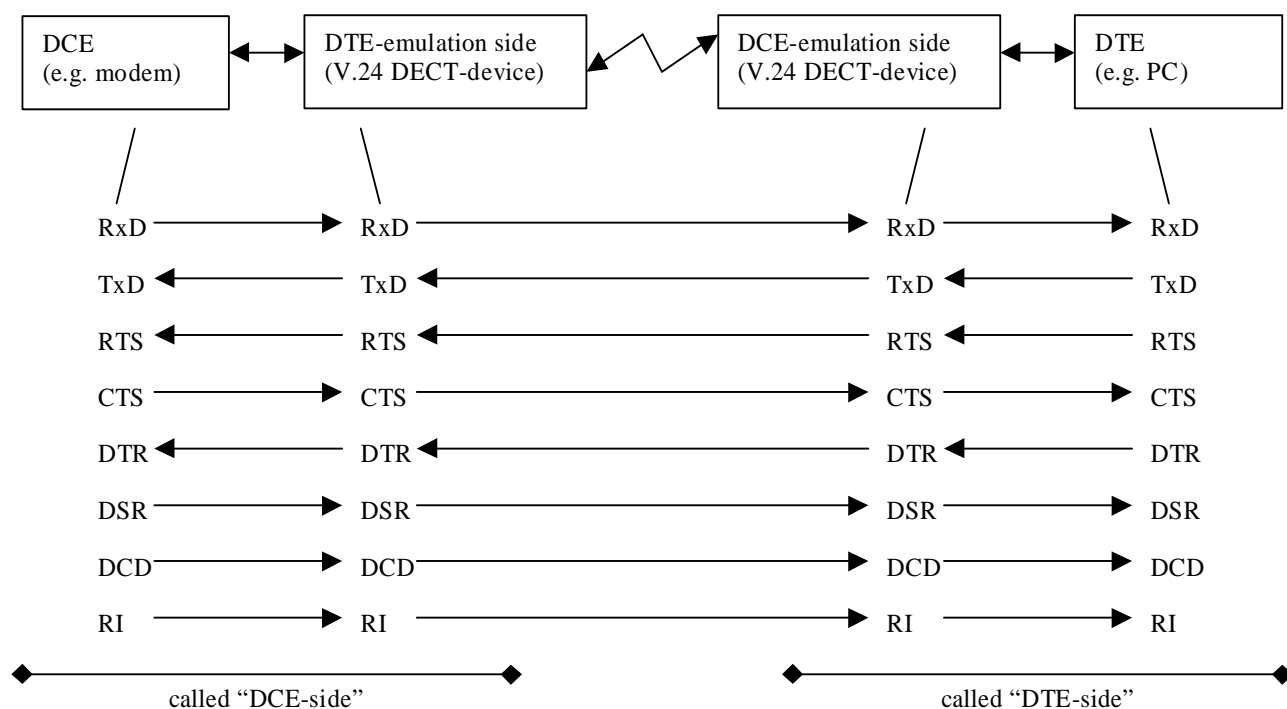 DCE
(e.g. modem)
DTE-emulation side
(V.24 DECT-device)
DCE-emulation side
(V.24 DECT-device)
DTE
(e.g. PC)
RxD RxD RxD RxD
TxD TxD TxD TxD
RTS RTS RTS RTS
CTS CTS CTS CTS
DTR DTR DTR DTR
DSR DSR DSR DSR
DCD DCD DCD DCD
RI RI RI RI
called “DCE-side” called “DTE-side”